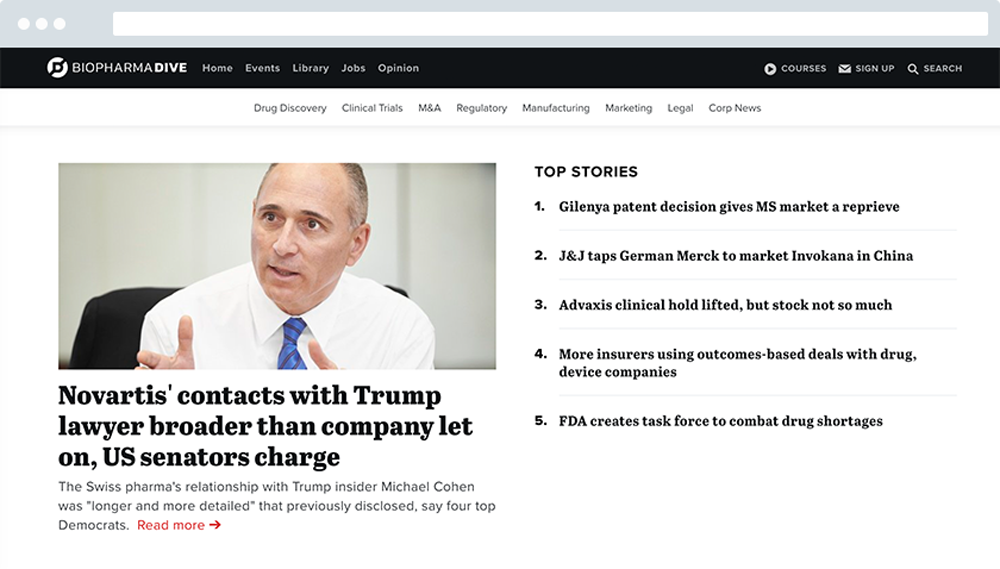 BIOPHARMADIVE Home Events Library Jobs Opinion COURSES SIGN UP SEARCH
Drug Discovery Clinical Trials M&A Regulatory Manufacturing Marketing Legal Corp News
Novartis' contacts with Trump
lawyer broader than company let
on, US senators charge
The Swiss pharma's relationship with Trump insider Michael Cohen
was "longer and more detailed" that previously disclosed, say four top
Democrats. Read more →
TOP STORIES
1. Gilenya patent decision gives MS market a reprieve
2. J&J taps German Merck to market Invokana in China
3. Advaxis clinical hold lifted, but stock not so much
4. More insurers using outcomes-based deals with drug,
device companies
5. FDA creates task force to combat drug shortages